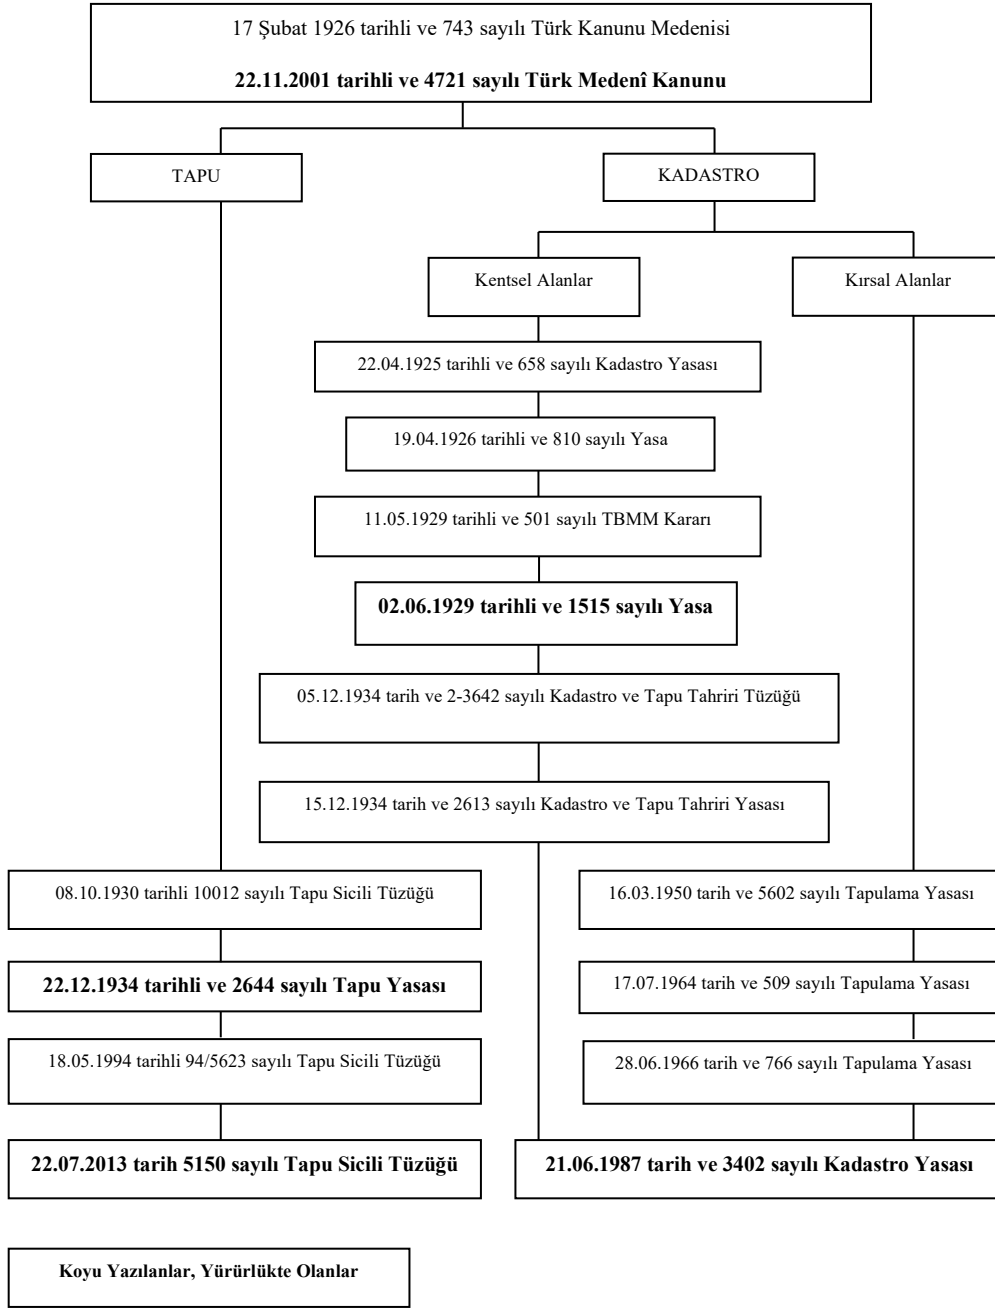 17 Şubat 1926 tarihli ve 743 sayılı Türk Kanunu Medenisi
22.11.2001 tarihli ve 4721 sayılı Türk Medenî Kanunu
TAPU
KADASTRO
Kentsel Alanlar
Kırsal Alanlar
22.04.1925 tarihli ve 658 sayılı Kadastro Yasası
19.04.1926 tarihli ve 810 sayılı Yasa
11.05.1929 tarihli ve 501 sayılı TBMM Kararı
02.06.1929 tarihli ve 1515 sayılı Yasa
05.12.1934 tarih ve 2-3642 sayılı Kadastro ve Tapu Tahriri Tüzüğü
15.12.1934 tarih ve 2613 sayılı Kadastro ve Tapu Tahriri Yasası
08.10.1930 tarihli 10012 sayılı Tapu Sicili Tüzüğü
16.03.1950 tarih ve 5602 sayılı Tapulama Yasası
22.12.1934 tarihli ve 2644 sayılı Tapu Yasası
17.07.1964 tarih ve 509 sayılı Tapulama Yasası
18.05.1994 tarihli 94/5623 sayılı Tapu Sicili Tüzüğü
28.06.1966 tarih ve 766 sayılı Tapulama Yasası
22.07.2013 tarih 5150 sayılı Tapu Sicili Tüzüğü
21.06.1987 tarih ve 3402 sayılı Kadastro Yasası
Koyu Yazılanlar, Yürürlükte Olanlar